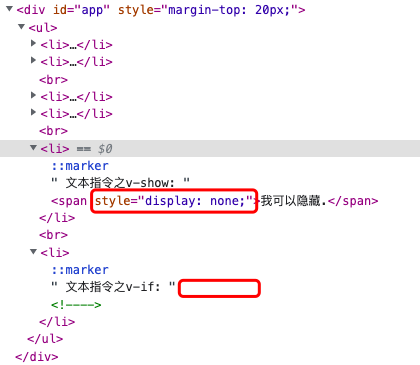 ▼<div id="app" style="margin-top: 20px;">
▼<ul>
▶<li>…</li>
▶<li>…</li>
<br>
▶<li>…</li>
▶<li>…</li>
<br>
▼<li> == $0
::marker
" 文本指令之v-show: "
<span style="display: none;">我可以隐藏.</span>
</li>
<br>
▼<li>
::marker
" 文本指令之v-if: "
<!---->
</li>
</ul>
</div>